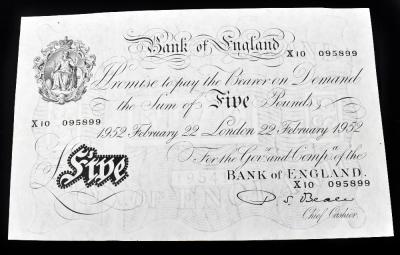 Bank of England
X10 095899
I Promise to pay the Bearer on Demand
the Sum of Five Pounds
X10 095899
1952 February 22 London 22 February 1952
For the Govr. and Compa. of the
£Five
BANK OF ENGLAND.
X10 095899
P. S. Beale
Chief Cashier.